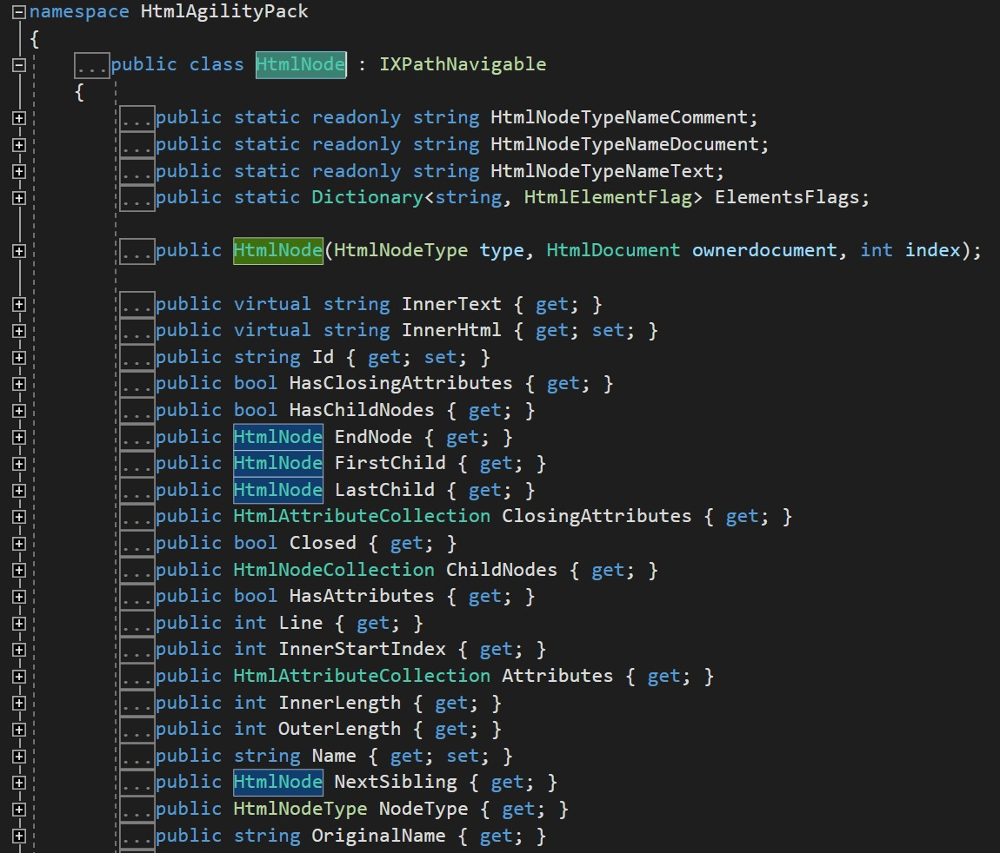 namespace HtmlAgilityPack
{
...public class HtmlNode : IXPathNavigable
{
...public static readonly string HtmlNodeTypeNameComment;
...public static readonly string HtmlNodeTypeNameDocument;
...public static readonly string HtmlNodeTypeNameText;
...public static Dictionary<string, HtmlElementFlag> ElementsFlags;
...public HtmlNode(HtmlNodeType type, HtmlDocument ownerdocument, int index);
...public virtual string InnerText { get; }
...public virtual string InnerHtml { get; set; }
...public string Id { get; set; }
...public bool HasClosingAttributes { get; }
...public bool HasChildNodes { get; }
...public HtmlNode EndNode { get; }
...public HtmlNode FirstChild { get; }
...public HtmlNode LastChild { get; }
...public HtmlAttributeCollection ClosingAttributes { get; }
...public bool Closed { get; }
...public HtmlNodeCollection ChildNodes { get; }
...public bool HasAttributes { get; }
...public int Line { get; }
...public int InnerStartIndex { get; }
...public HtmlAttributeCollection Attributes { get; }
...public int InnerLength { get; }
...public int OuterLength { get; }
...public string Name { get; set; }
...public HtmlNode NextSibling { get; }
...public HtmlNodeType NodeType { get; }
...public string OriginalName { get; }